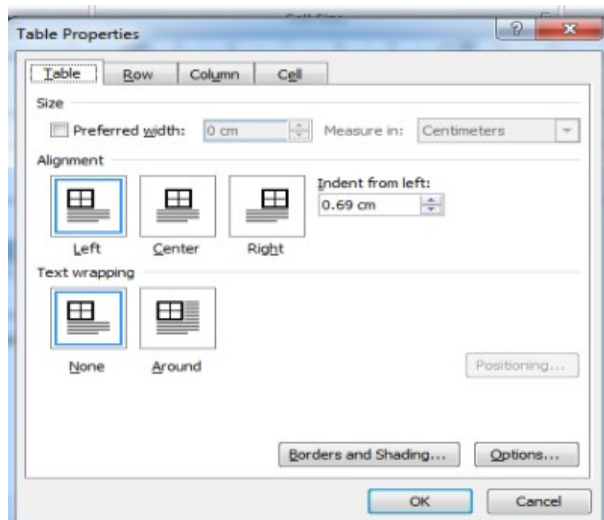 Table Properties
Table Row Column Cell
Size
Preferred width: 0 cm Measure in: Centimeters
Alignment
Indent from left:
0.69 cm
Left Center Right
Text wrapping
None Around
Positioning...
Borders and Shading... Options...
OK Cancel